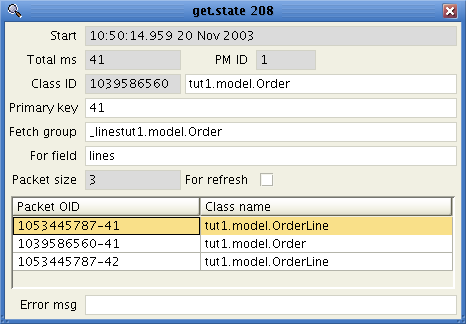 get.state 208
Start 10:50:14.959 20 Nov 2003
Total ms 41 PM ID 1
Class ID 1039586560 tut1.model.Order
Primary key 41
Fetch group _linestut1.model.Order
For field lines
Packet size 3 For refresh
Packet OID Class name
1053445787-41 tut1.model.OrderLine
1039586560-41 tut1.model.Order
1053445787-42 tut1.model.OrderLine
Error msg